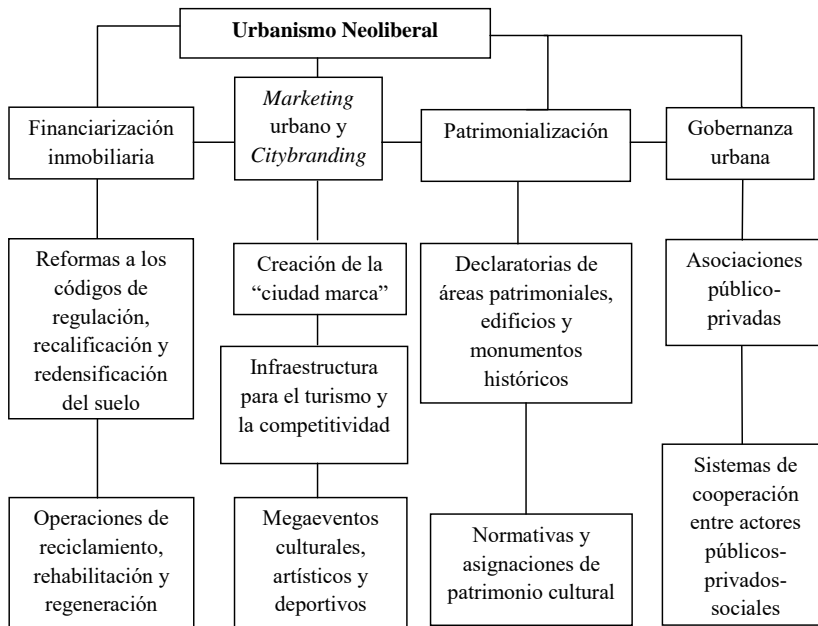 Urbanismo Neoliberal
Financiarización
inmobiliaria
Marketing
urbano y
Citybranding
Patrimonialización
Gobernanza
urbana
Reformas a los
códigos de
regulación,
recalificación y
redensificación
del suelo
Creación de la
“ciudad marca”
Declaratorias de
áreas patrimoniales,
edificios y
monumentos
históricos
Asociaciones
público-
privadas
Infraestructura
para el turismo y
la competitividad
Operaciones de
reciclamiento,
rehabilitación y
regeneración
Megaeventos
culturales,
artísticos y
deportivos
Normativas y
asignaciones de
patrimonio cultural
Sistemas de
cooperación
entre actores
públicos-
privados-
sociales